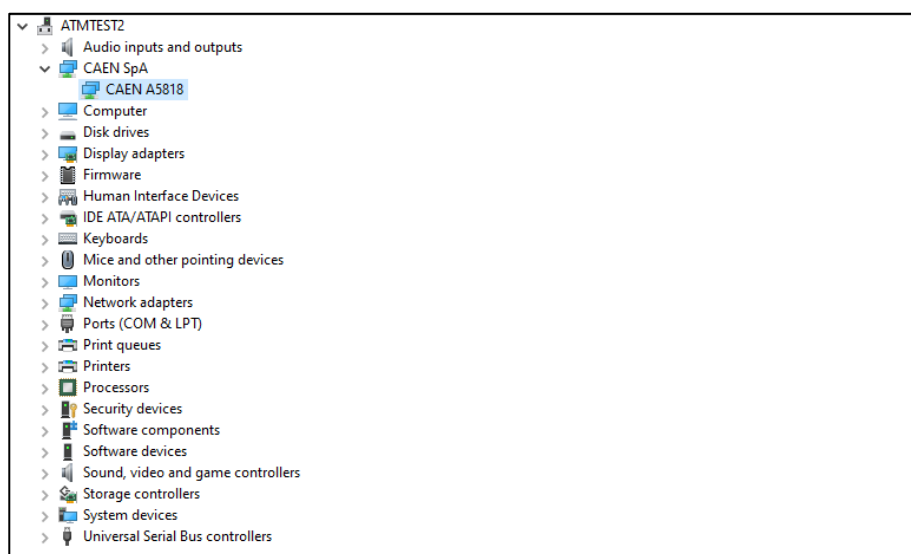 ATMTEST2
Audio inputs and outputs
CAEN SpA
CAEN A5818
Computer
Disk drives
Display adapters
Firmware
Human Interface Devices
IDE ATA/ATAPI controllers
Keyboards
Mice and other pointing devices
Monitors
Network adapters
Ports (COM & LPT)
Print queues
Printers
Processors
Security devices
Software components
Software devices
Sound, video and game controllers
Storage controllers
System devices
Universal Serial Bus controllers